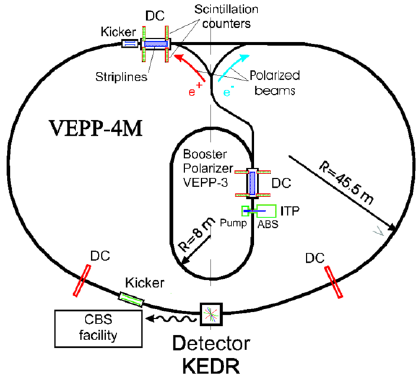 Kicker
DC
Scintillation
counters
Striplines
e+
e-
Polarized
beams
VEPP-4M
Booster
Polarizer
VEPP-3
DC
Pump
ABS
ITP
R=8 m
R=45.5 m
DC
Kicker
DC
CBS
facility
Detector
KEDR